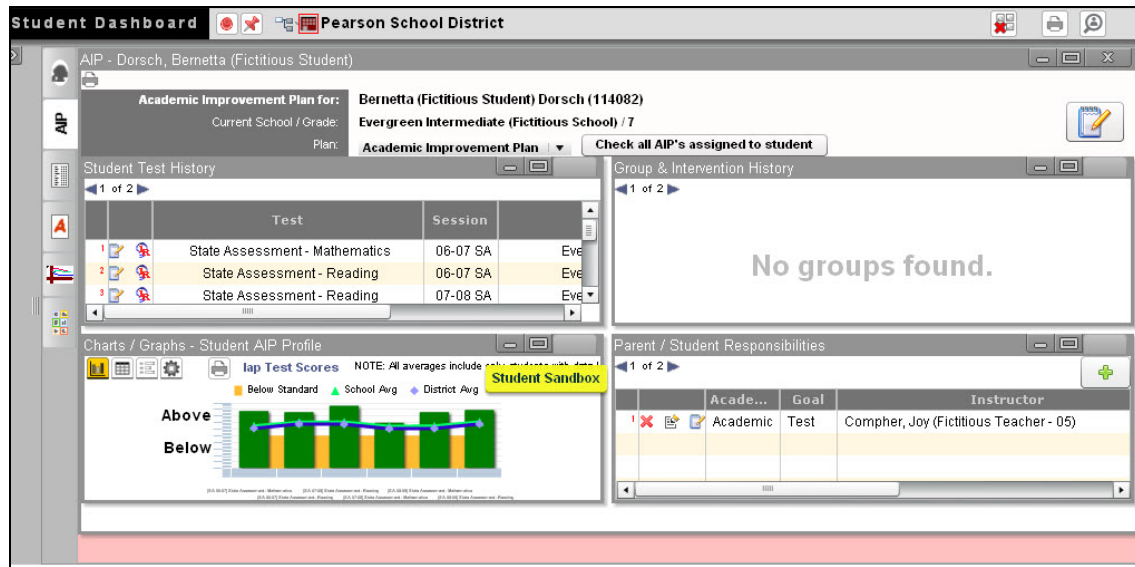 Student Dashboard Pearson School District
AIP - Dorsch, Bernetta (Fictitious Student)
Academic Improvement Plan for: Bernetta (Fictitious Student) Dorsch (114082)
Current School / Grade: Evergreen Intermediate (Fictitious School) / 7
Plan: Academic Improvement Plan Check all AIP's assigned to student
AIP
Student Test History
1 of 2
Test Session
1 State Assessment - Mathematics 06-07 SA Eve
2 State Assessment - Reading 06-07 SA Eve
3 State Assessment - Reading 07-08 SA Eve
Group & Intervention History
1 of 2
No groups found.
Charts / Graphs - Student AIP Profile
lap Test Scores NOTE: All averages include
Student Sandbox
Below Standard School Avg District Avg
Above
Below
Parent / Student Responsibilities
1 of 2
Acade... Goal Instructor
1 Academic Test Compher, Joy (Fictitious Teacher - 05)